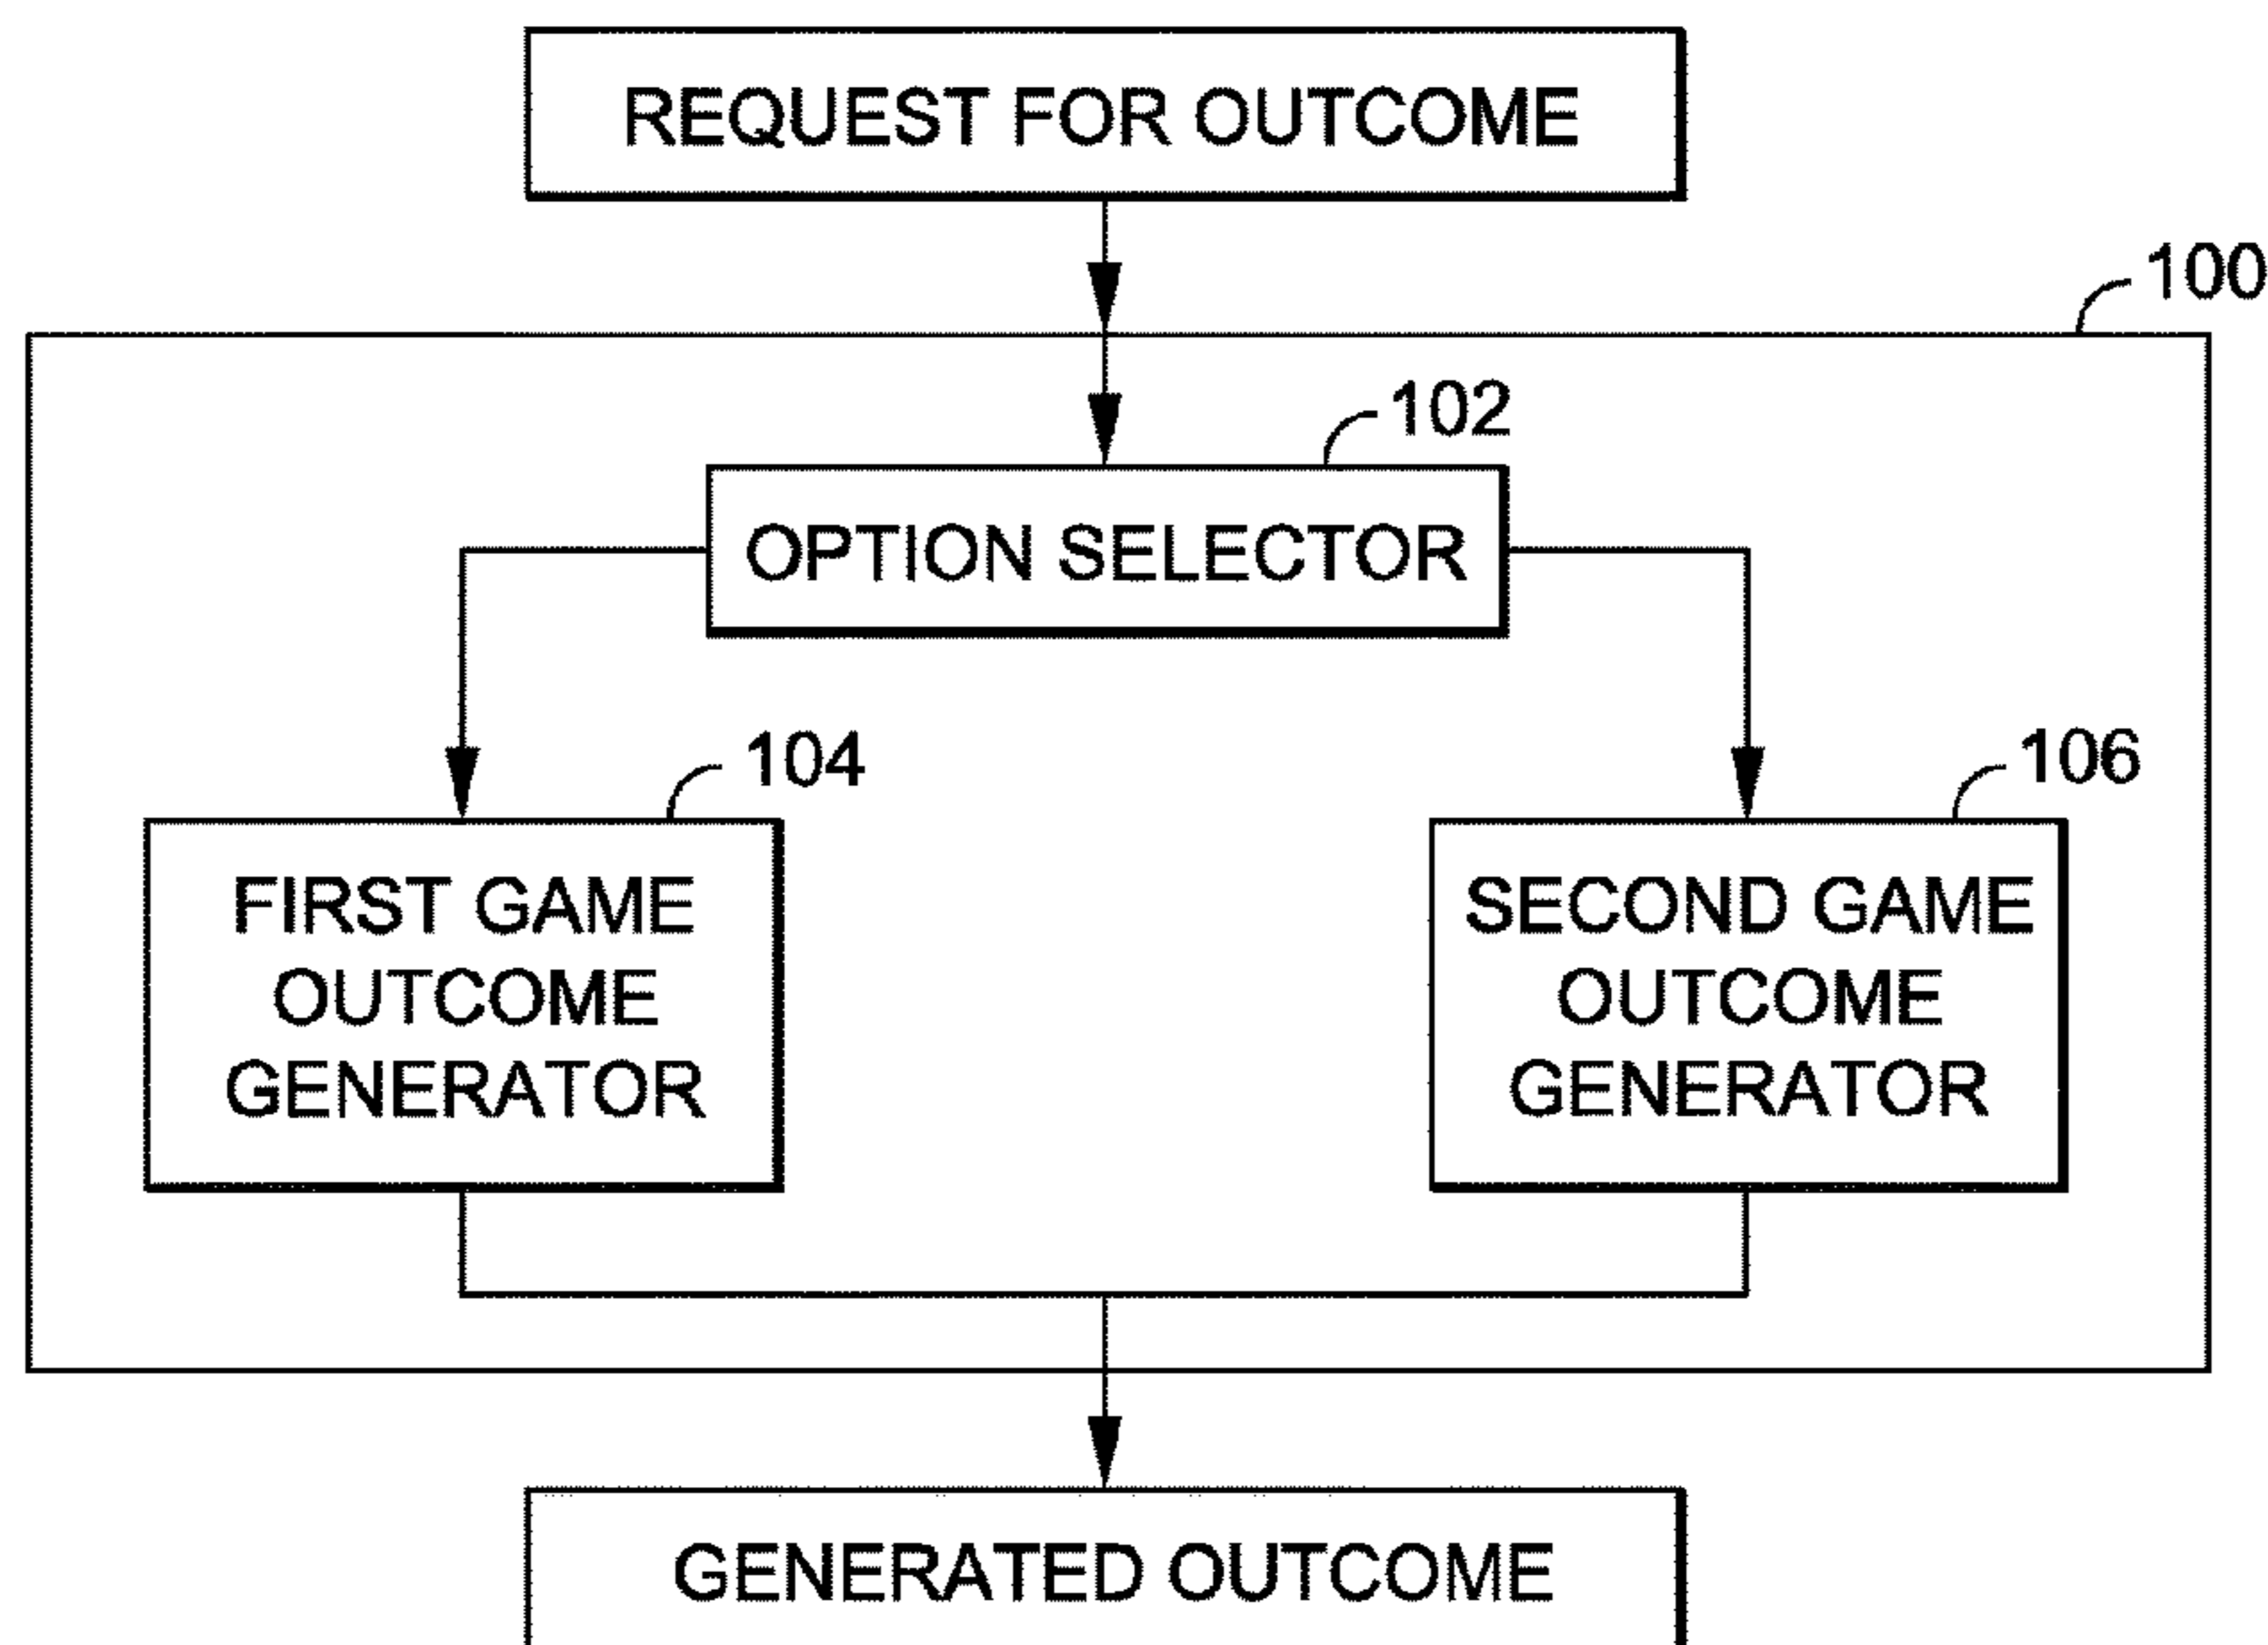 REQUEST FOR OUTCOME
100
102
OPTION SELECTOR
104
106
FIRST GAME
OUTCOME
GENERATOR
SECOND GAME
OUTCOME
GENERATOR
GENERATED OUTCOME